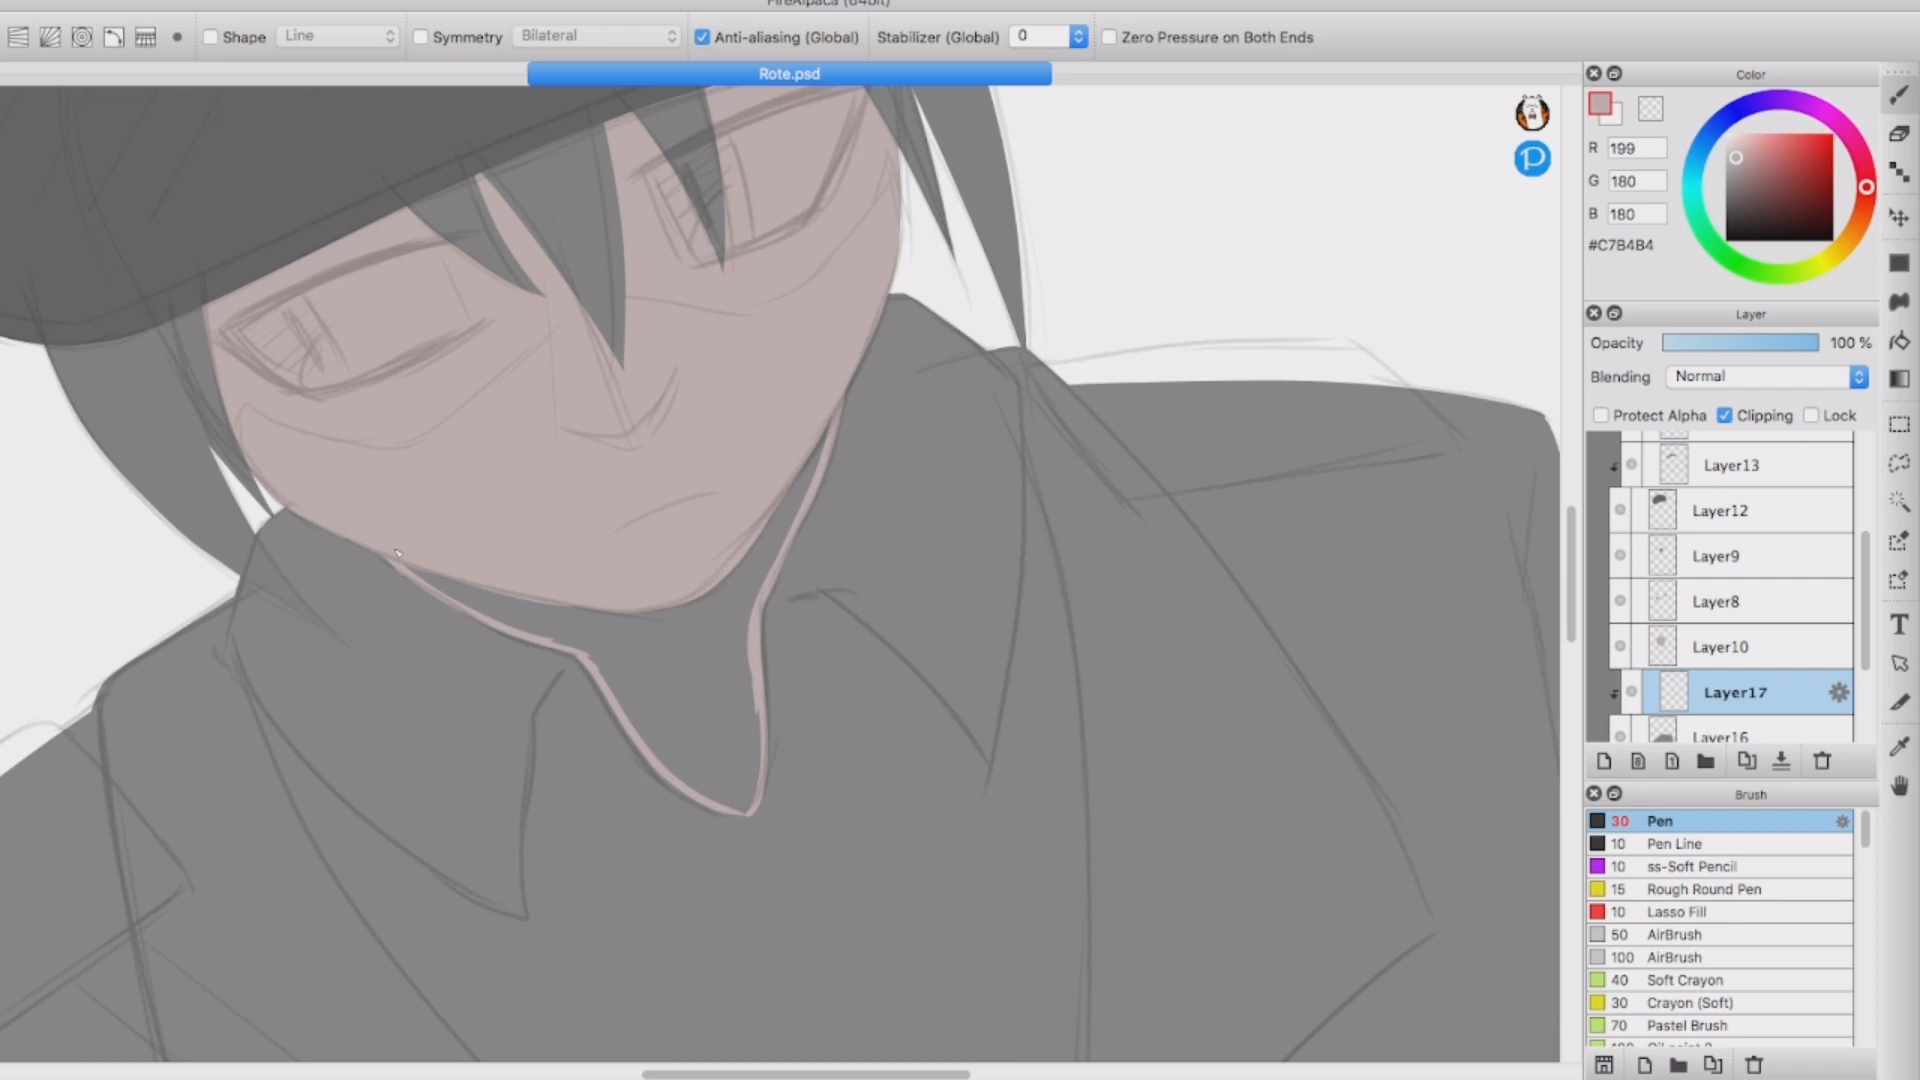 FireAlpaca (64bit)
Shape Line Symmetry Bilateral Anti-aliasing (Global) Stabilizer (Global) 0 Zero Pressure on Both Ends
Rote.psd
Color
R 199
G 180
B 180
#C7B4B4
Layer
Opacity 100 %
Blending Normal
Protect Alpha Clipping Lock
Layer13
Layer12
Layer9
Layer8
Layer10
Layer17
Layer16
Brush
30 Pen
10 Pen Line
10 ss-Soft Pencil
15 Rough Round Pen
10 Lasso Fill
50 AirBrush
100 AirBrush
40 Soft Crayon
30 Crayon (Soft)
70 Pastel Brush